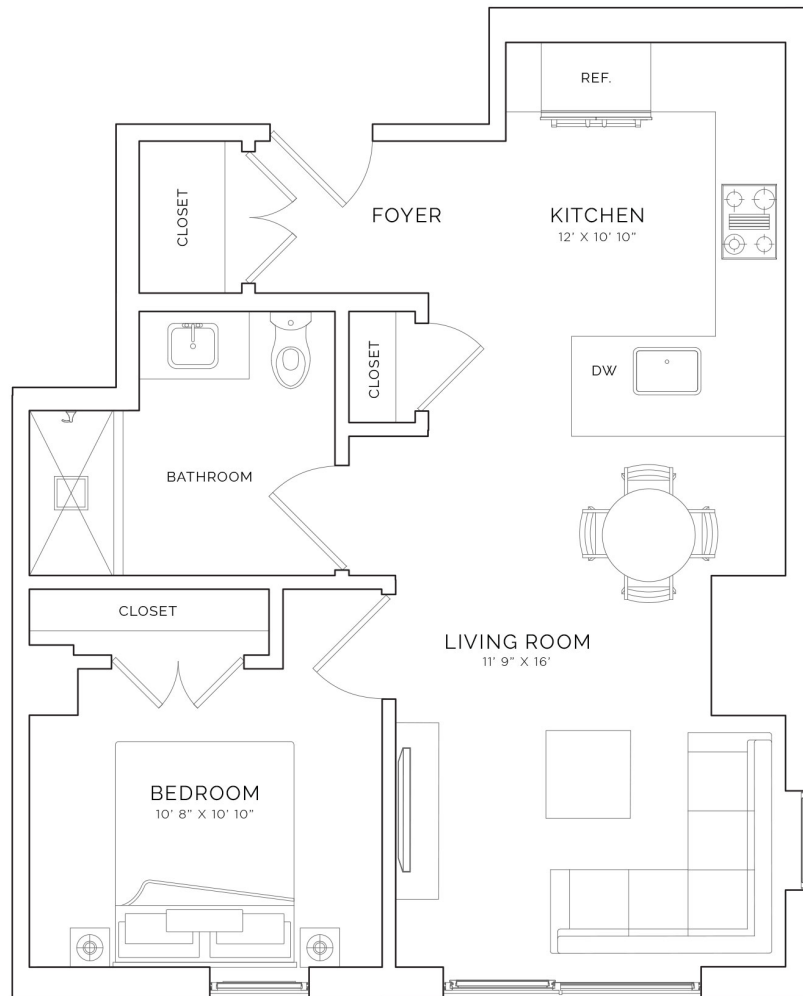 REF.
CLOSET
FOYER
KITCHEN
12' X 10' 10"
CLOSET
DW
BATHROOM
CLOSET
LIVING ROOM
11' 9" X 16'
BEDROOM
10' 8" X 10' 10"